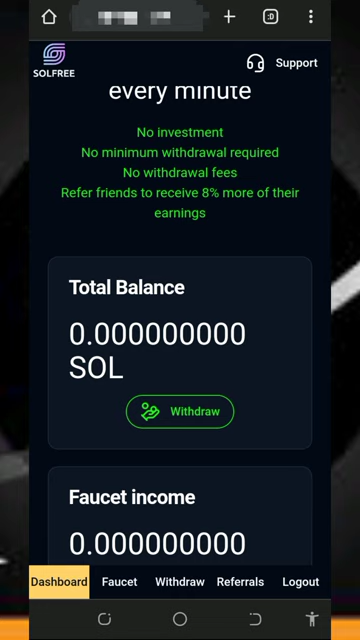 :D
SOLFREE
Support
every minute
No investment
No minimum withdrawal required
No withdrawal fees
Refer friends to receive 8% more of their
earnings
Total Balance
0.000000000
SOL
Withdraw
Faucet income
0.000000000
Dashboard Faucet Withdraw Referrals Logout